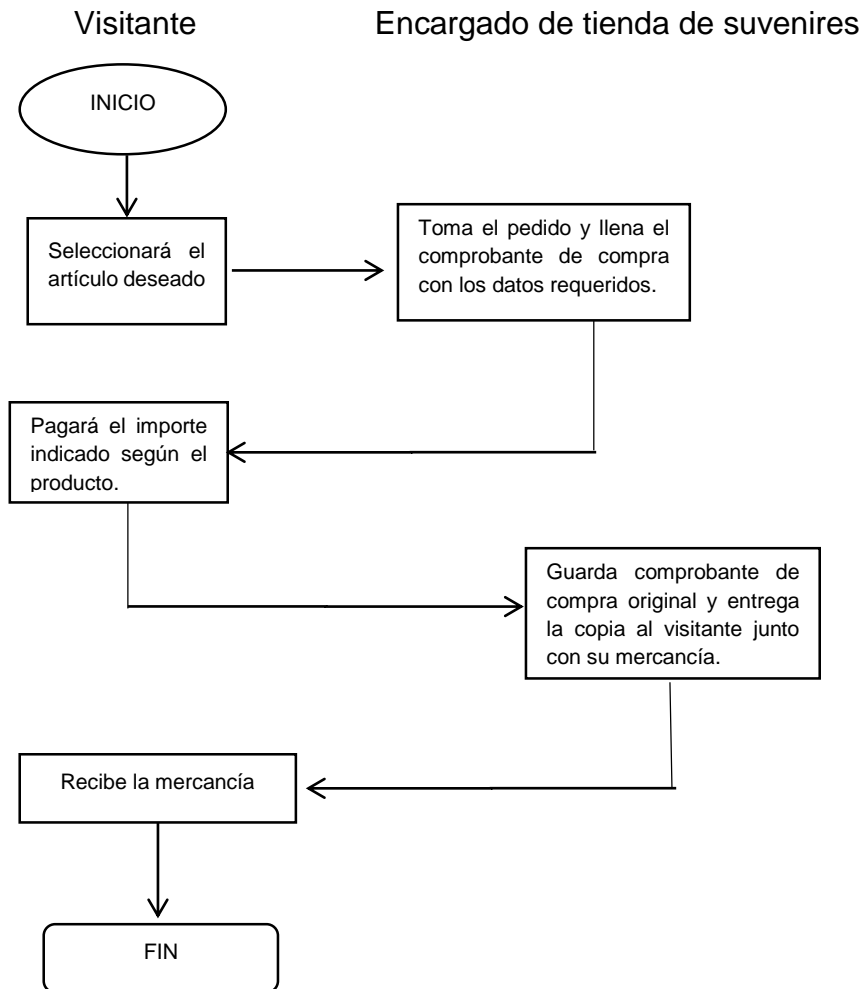 Visitante
Encargado de tienda de suvenires
INICIO
Seleccionará el
artículo deseado
Toma el pedido y llena el
comprobante de compra
con los datos requeridos.
Pagará el importe
indicado según el
producto.
Guarda comprobante de
compra original y entrega
la copia al visitante junto
con su mercancía.
Recibe la mercancía
FIN